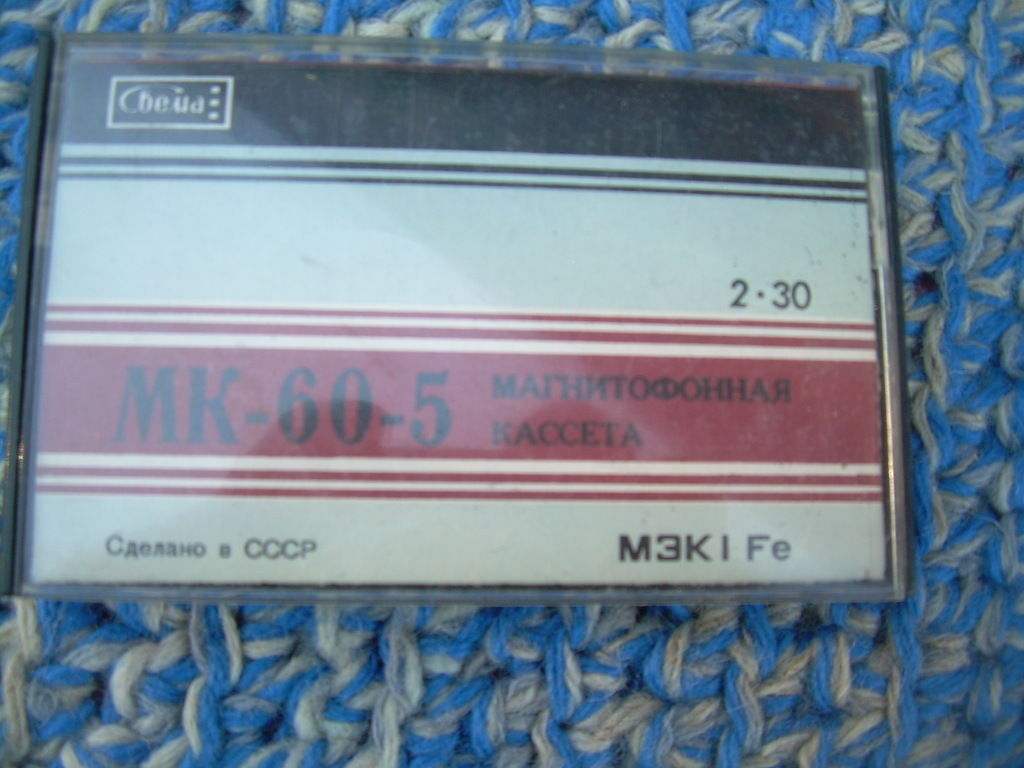 Свема
2·30
МК-60-5 МАГНИТОФОННАЯ
КАССЕТА
Сделано в СССР
МЭК I Fe